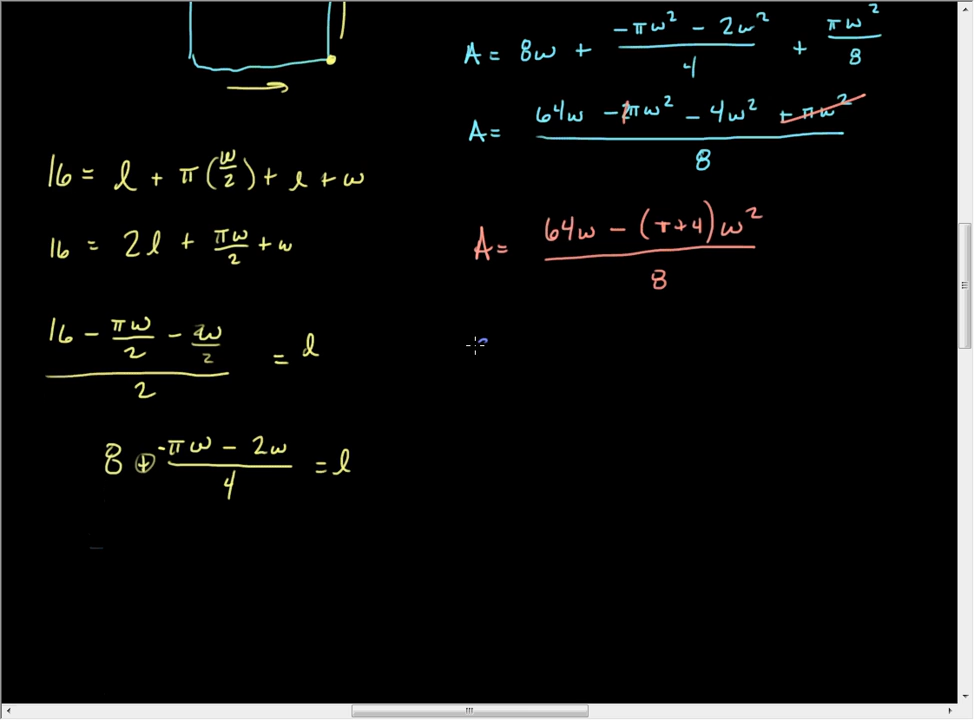 16 = l + π(w/2) + l + w
16 = 2l + πw/2 + w
(16 - πw/2 - 2w/2)/2 = l
8 + (-πw - 2w)/4 = l
A = 8w + (-πw² - 2w²)/4 + πw²/8
A = (64w - 2πw² - 4w² + πw²)/8
A = (64w - (π+4)w²)/8